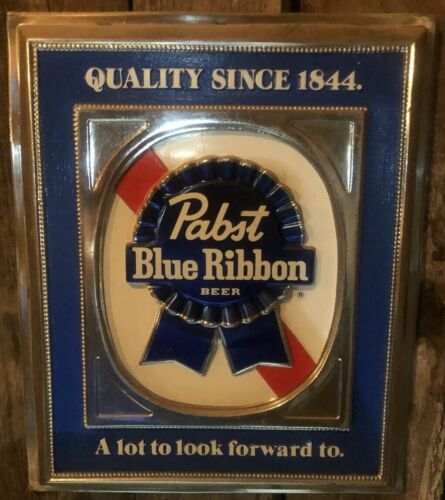 QUALITY SINCE 1844.
Pabst
Blue Ribbon
BEER
®
A lot to look forward to.